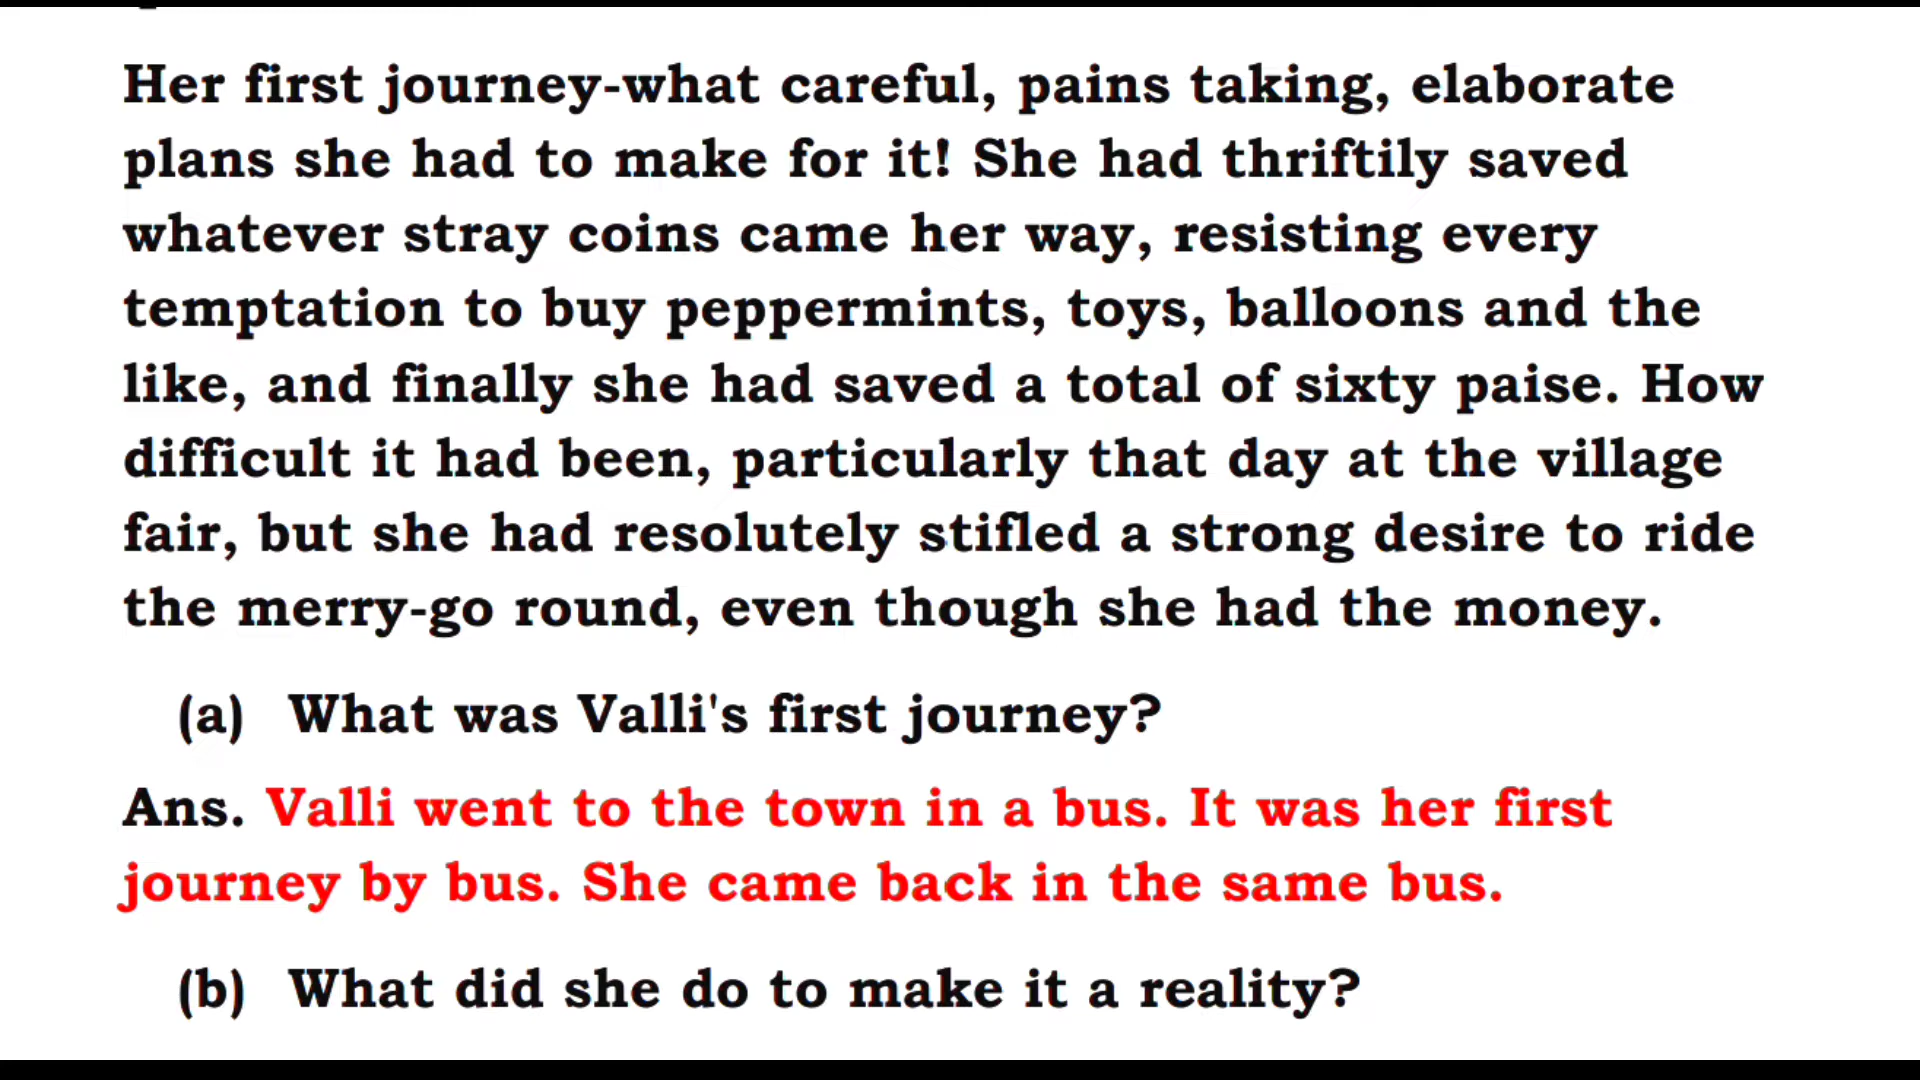 Her first journey-what careful, pains taking, elaborate
plans she had to make for it! She had thriftily saved
whatever stray coins came her way, resisting every
temptation to buy peppermints, toys, balloons and the
like, and finally she had saved a total of sixty paise. How
difficult it had been, particularly that day at the village
fair, but she had resolutely stifled a strong desire to ride
the merry-go round, even though she had the money.
(a) What was Valli's first journey?
Ans. Valli went to the town in a bus. It was her first
journey by bus. She came back in the same bus.
(b) What did she do to make it a reality?